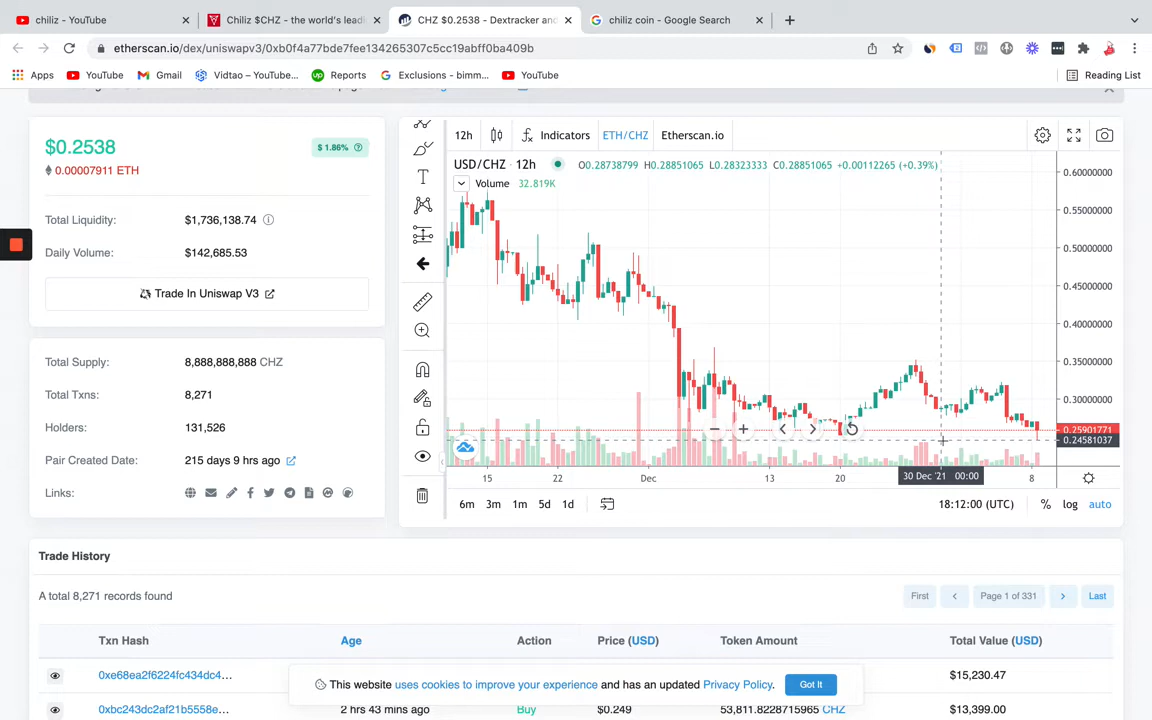 chiliz - YouTube
Chiliz $CHZ - the world's leadi
CHZ $0.2538 - Dextracker and
chiliz coin - Google Search
etherscan.io/dex/uniswapv3/0xb0f4a77bde7fee134265307c5cc19abff0ba409b
Apps YouTube Gmail Vidtao – YouTube... Reports Exclusions - bimm... YouTube Reading List
$0.2538
$ 1.86%
0.00007911 ETH
Total Liquidity: $1,736,138.74
Daily Volume: $142,685.53
Trade In Uniswap V3
Total Supply: 8,888,888,888 CHZ
Total Txns: 8,271
Holders: 131,526
Pair Created Date: 215 days 9 hrs ago
Links:
12h Indicators ETH/CHZ Etherscan.io
USD/CHZ · 12h O0.28738799 H0.28851065 L0.28323333 C0.28851065 +0.00112265 (+0.39%)
Volume 32.819K
0.60000000
0.55000000
0.50000000
0.45000000
0.40000000
0.35000000
0.30000000
0.25901771
0.24581037
15 22 Dec 6 13 20 30 Dec '21 00:00 8
6m 3m 1m 5d 1d 18:12:00 (UTC) % log auto
Trade History
A total 8,271 records found
First Page 1 of 331 Last
Txn Hash Age Action Price (USD) Token Amount Total Value (USD)
0xe68ea2f6224fc434dc4... $15,230.47
This website uses cookies to improve your experience and has an updated Privacy Policy. Got It
0xbc243dc2af21b5558e... 2 hrs 43 mins ago Buy $0.249 53,811.8228715965 CHZ $13,399.00